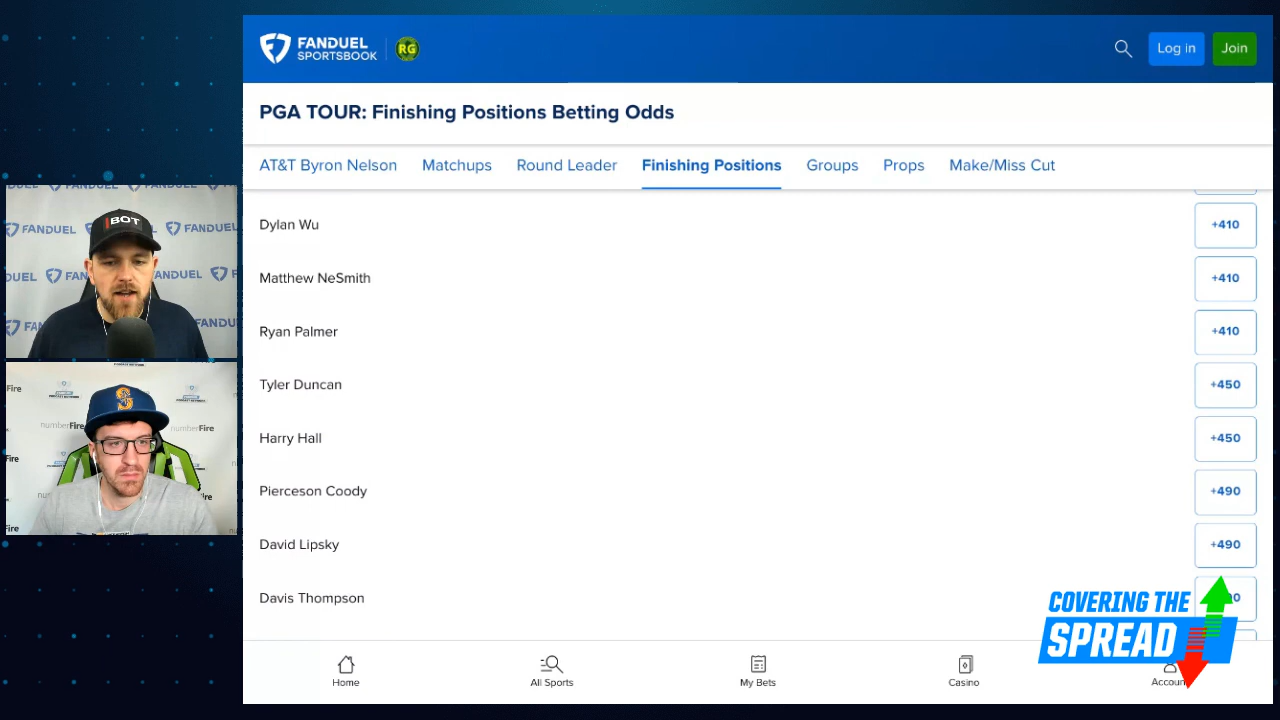 FANDUEL
SPORTSBOOK
RG
Log in
Join
PGA TOUR: Finishing Positions Betting Odds
AT&T Byron Nelson
Matchups
Round Leader
Finishing Positions
Groups
Props
Make/Miss Cut
Dylan Wu
+410
Matthew NeSmith
+410
Ryan Palmer
+410
Tyler Duncan
+450
Harry Hall
+450
Pierceson Coody
+490
David Lipsky
+490
Davis Thompson
COVERING THE
SPREAD
Home
All Sports
My Bets
Casino
Accoun
FANDUEL
BOT
numberFire
numberFire
S